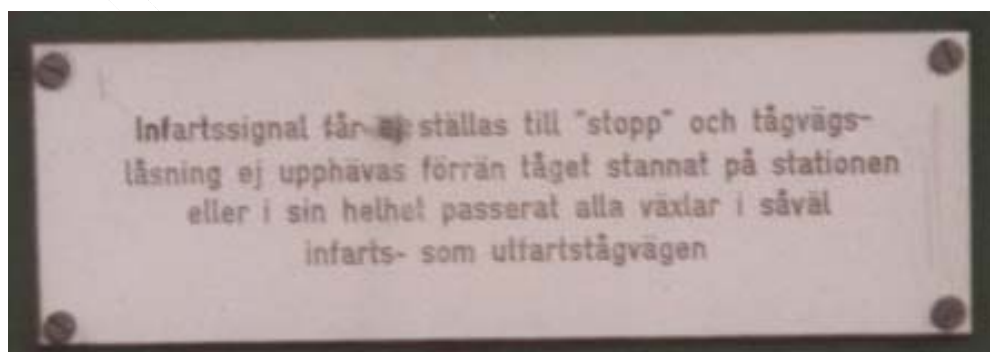 Infartssignal får ej ställas till "stopp" och tågvägs-
låsning ej upphävas förrän tåget stannat på stationen
eller i sin helhet passerat alla växlar i såväl
infarts- som utfartstågvägen